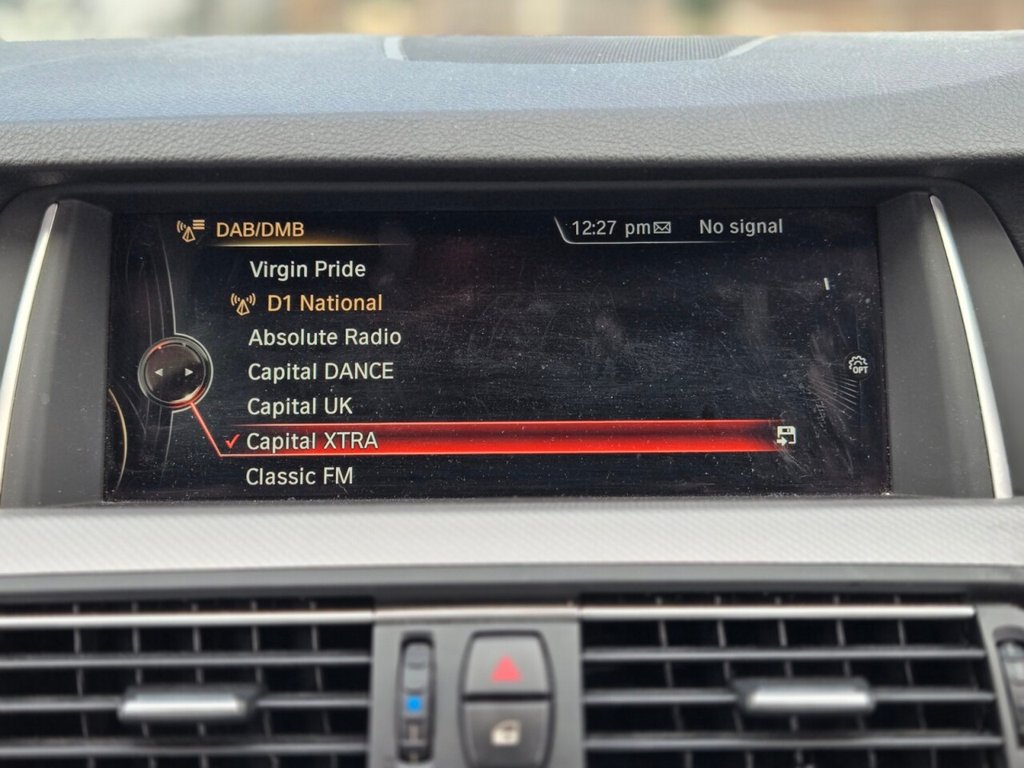 DAB/DMB 12:27 pm No signal
Virgin Pride
D1 National
Absolute Radio
Capital DANCE
OPT
Capital UK
Capital XTRA
Classic FM